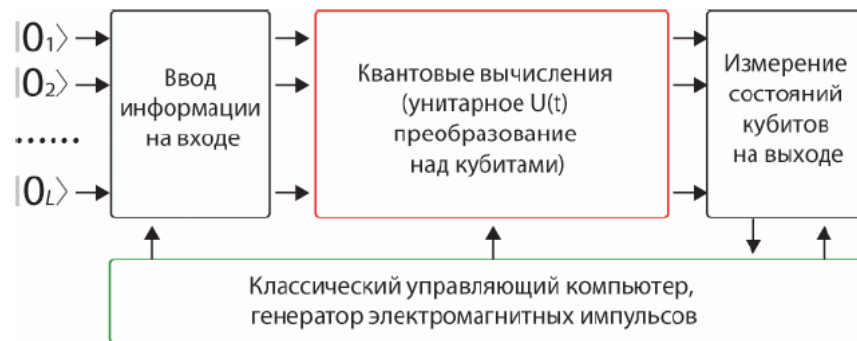 |0₁⟩
|0₂⟩
......
|0L⟩
Ввод
информации
на входе
Квантовые вычисления
(унитарное U(t)
преобразование
над кубитами)
Измерение
состояний
кубитов
на выходе
Классический управляющий компьютер,
генератор электромагнитных импульсов